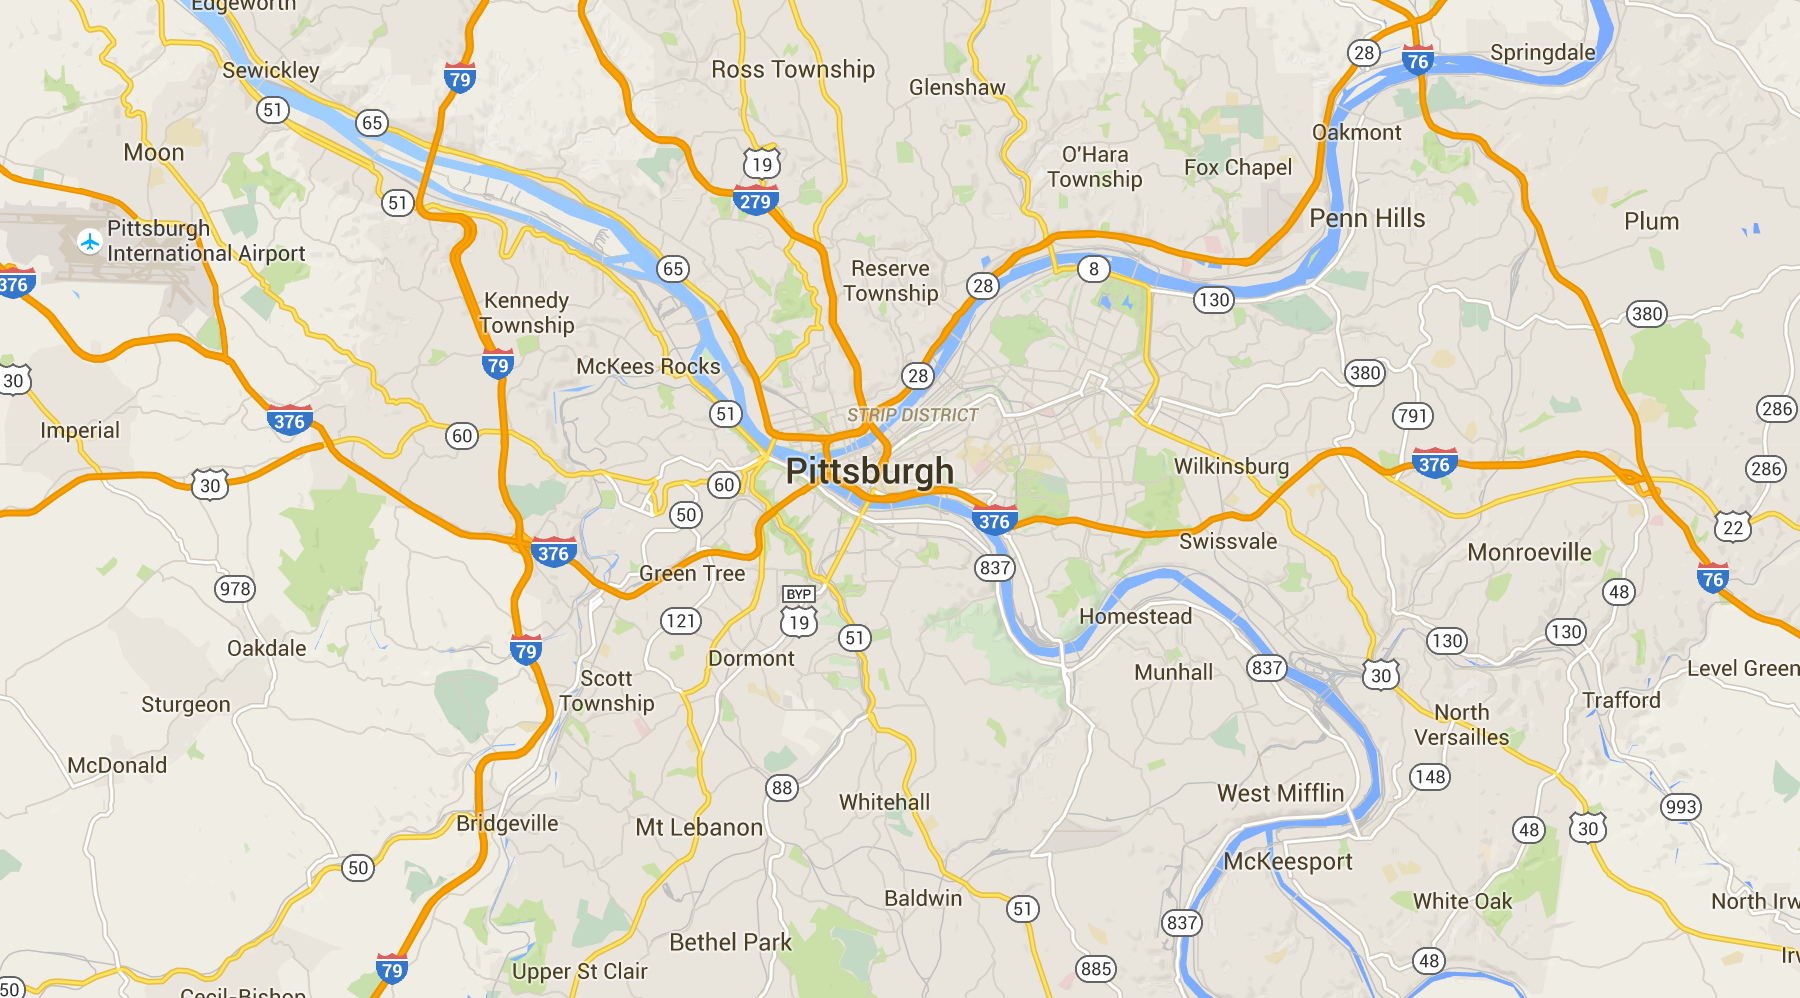 Edgeworth
Springdale
28
76
Sewickley
79
Ross Township
Glenshaw
51
65
Oakmont
Moon
19
O'Hara
Township
Fox Chapel
51
279
Penn Hills
Plum
Pittsburgh
International Airport
65
Reserve
Township
8
28
376
130
Kennedy
Township
380
McKees Rocks
79
28
380
30
51
STRIP DISTRICT
791
286
376
Imperial
60
Pittsburgh
Wilkinsburg
376
286
30
60
50
376
22
376
Swissvale
Monroeville
Green Tree
837
76
978
BYP
19
48
121
Homestead
51
130
130
Oakdale
79
Dormont
Munhall
837
30
Level Green
Scott
Township
Sturgeon
Trafford
North
Versailles
McDonald
148
88
Whitehall
West Mifflin
993
Bridgeville
Mt Lebanon
48
30
50
McKeesport
Baldwin
51
White Oak
North Irw
837
Bethel Park
Irw
79
Upper St Clair
885
48
50
Cecil-Bishop